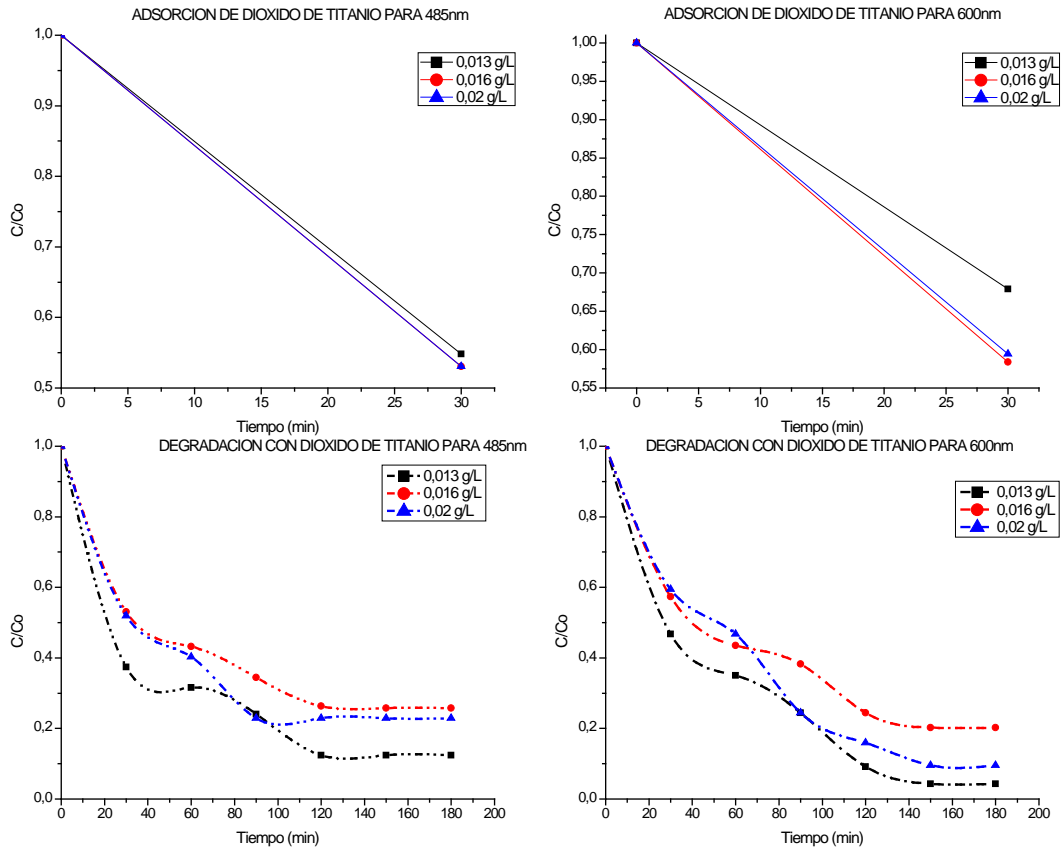 ADSORCION DE DIOXIDO DE TITANIO PARA 485nm
1,0
0,9
0,8
0,7
0,6
0,5
C/Co
0,013 g/L
0,016 g/L
0,02 g/L
0 5 10 15 20 25 30
Tiempo (min)
ADSORCION DE DIOXIDO DE TITANIO PARA 600nm
1,00
0,95
0,90
0,85
0,80
0,75
0,70
0,65
0,60
0,55
C/Co
0,013 g/L
0,016 g/L
0,02 g/L
0 5 10 15 20 25 30
Tiempo (min)
DEGRADACION CON DIOXIDO DE TITANIO PARA 485nm
1,0
0,8
0,6
0,4
0,2
0,0
C/Co
0,013 g/L
0,016 g/L
0,02 g/L
0 20 40 60 80 100 120 140 160 180 200
Tiempo (min)
DEGRADACION CON DIOXIDO DE TITANIO PARA 600nm
1,0
0,8
0,6
0,4
0,2
0,0
C/Co
0,013 g/L
0,016 g/L
0,02 g/L
0 20 40 60 80 100 120 140 160 180 200
Tiempo (min)